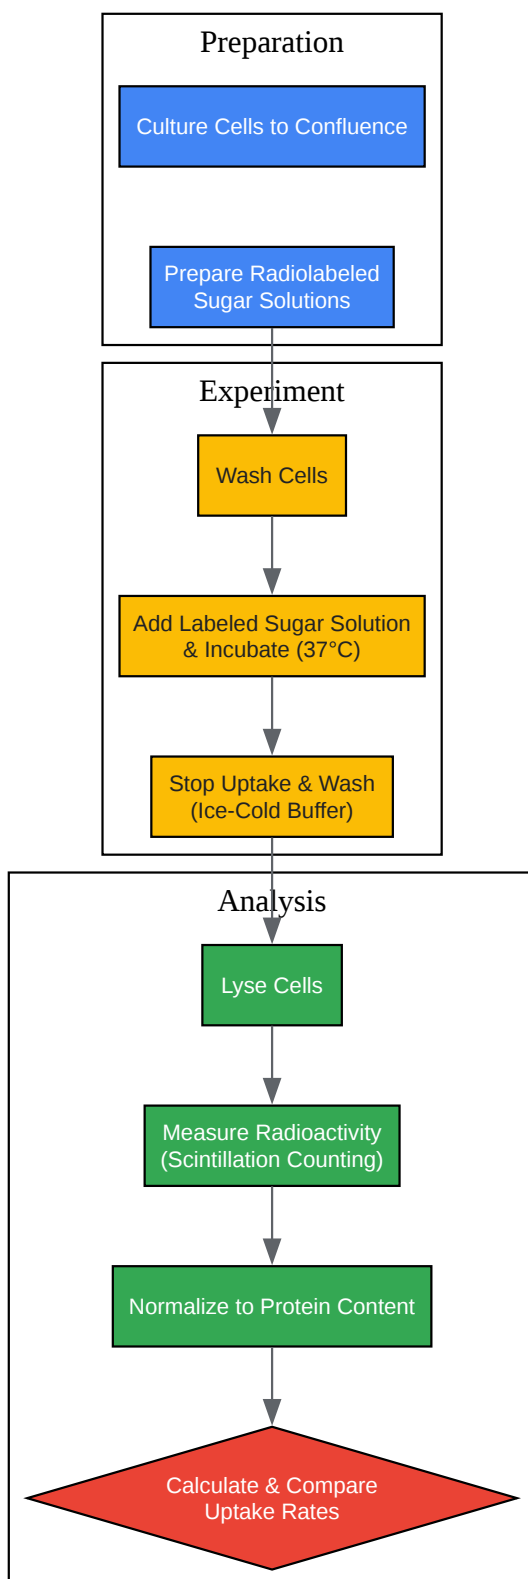 Preparation
Culture Cells to Confluence
Prepare Radiolabeled
Sugar Solutions
Experiment
Wash Cells
Add Labeled Sugar Solution
& Incubate (37°C)
Stop Uptake & Wash
(Ice-Cold Buffer)
Analysis
Lyse Cells
Measure Radioactivity
(Scintillation Counting)
Normalize to Protein Content
Calculate & Compare
Uptake Rates